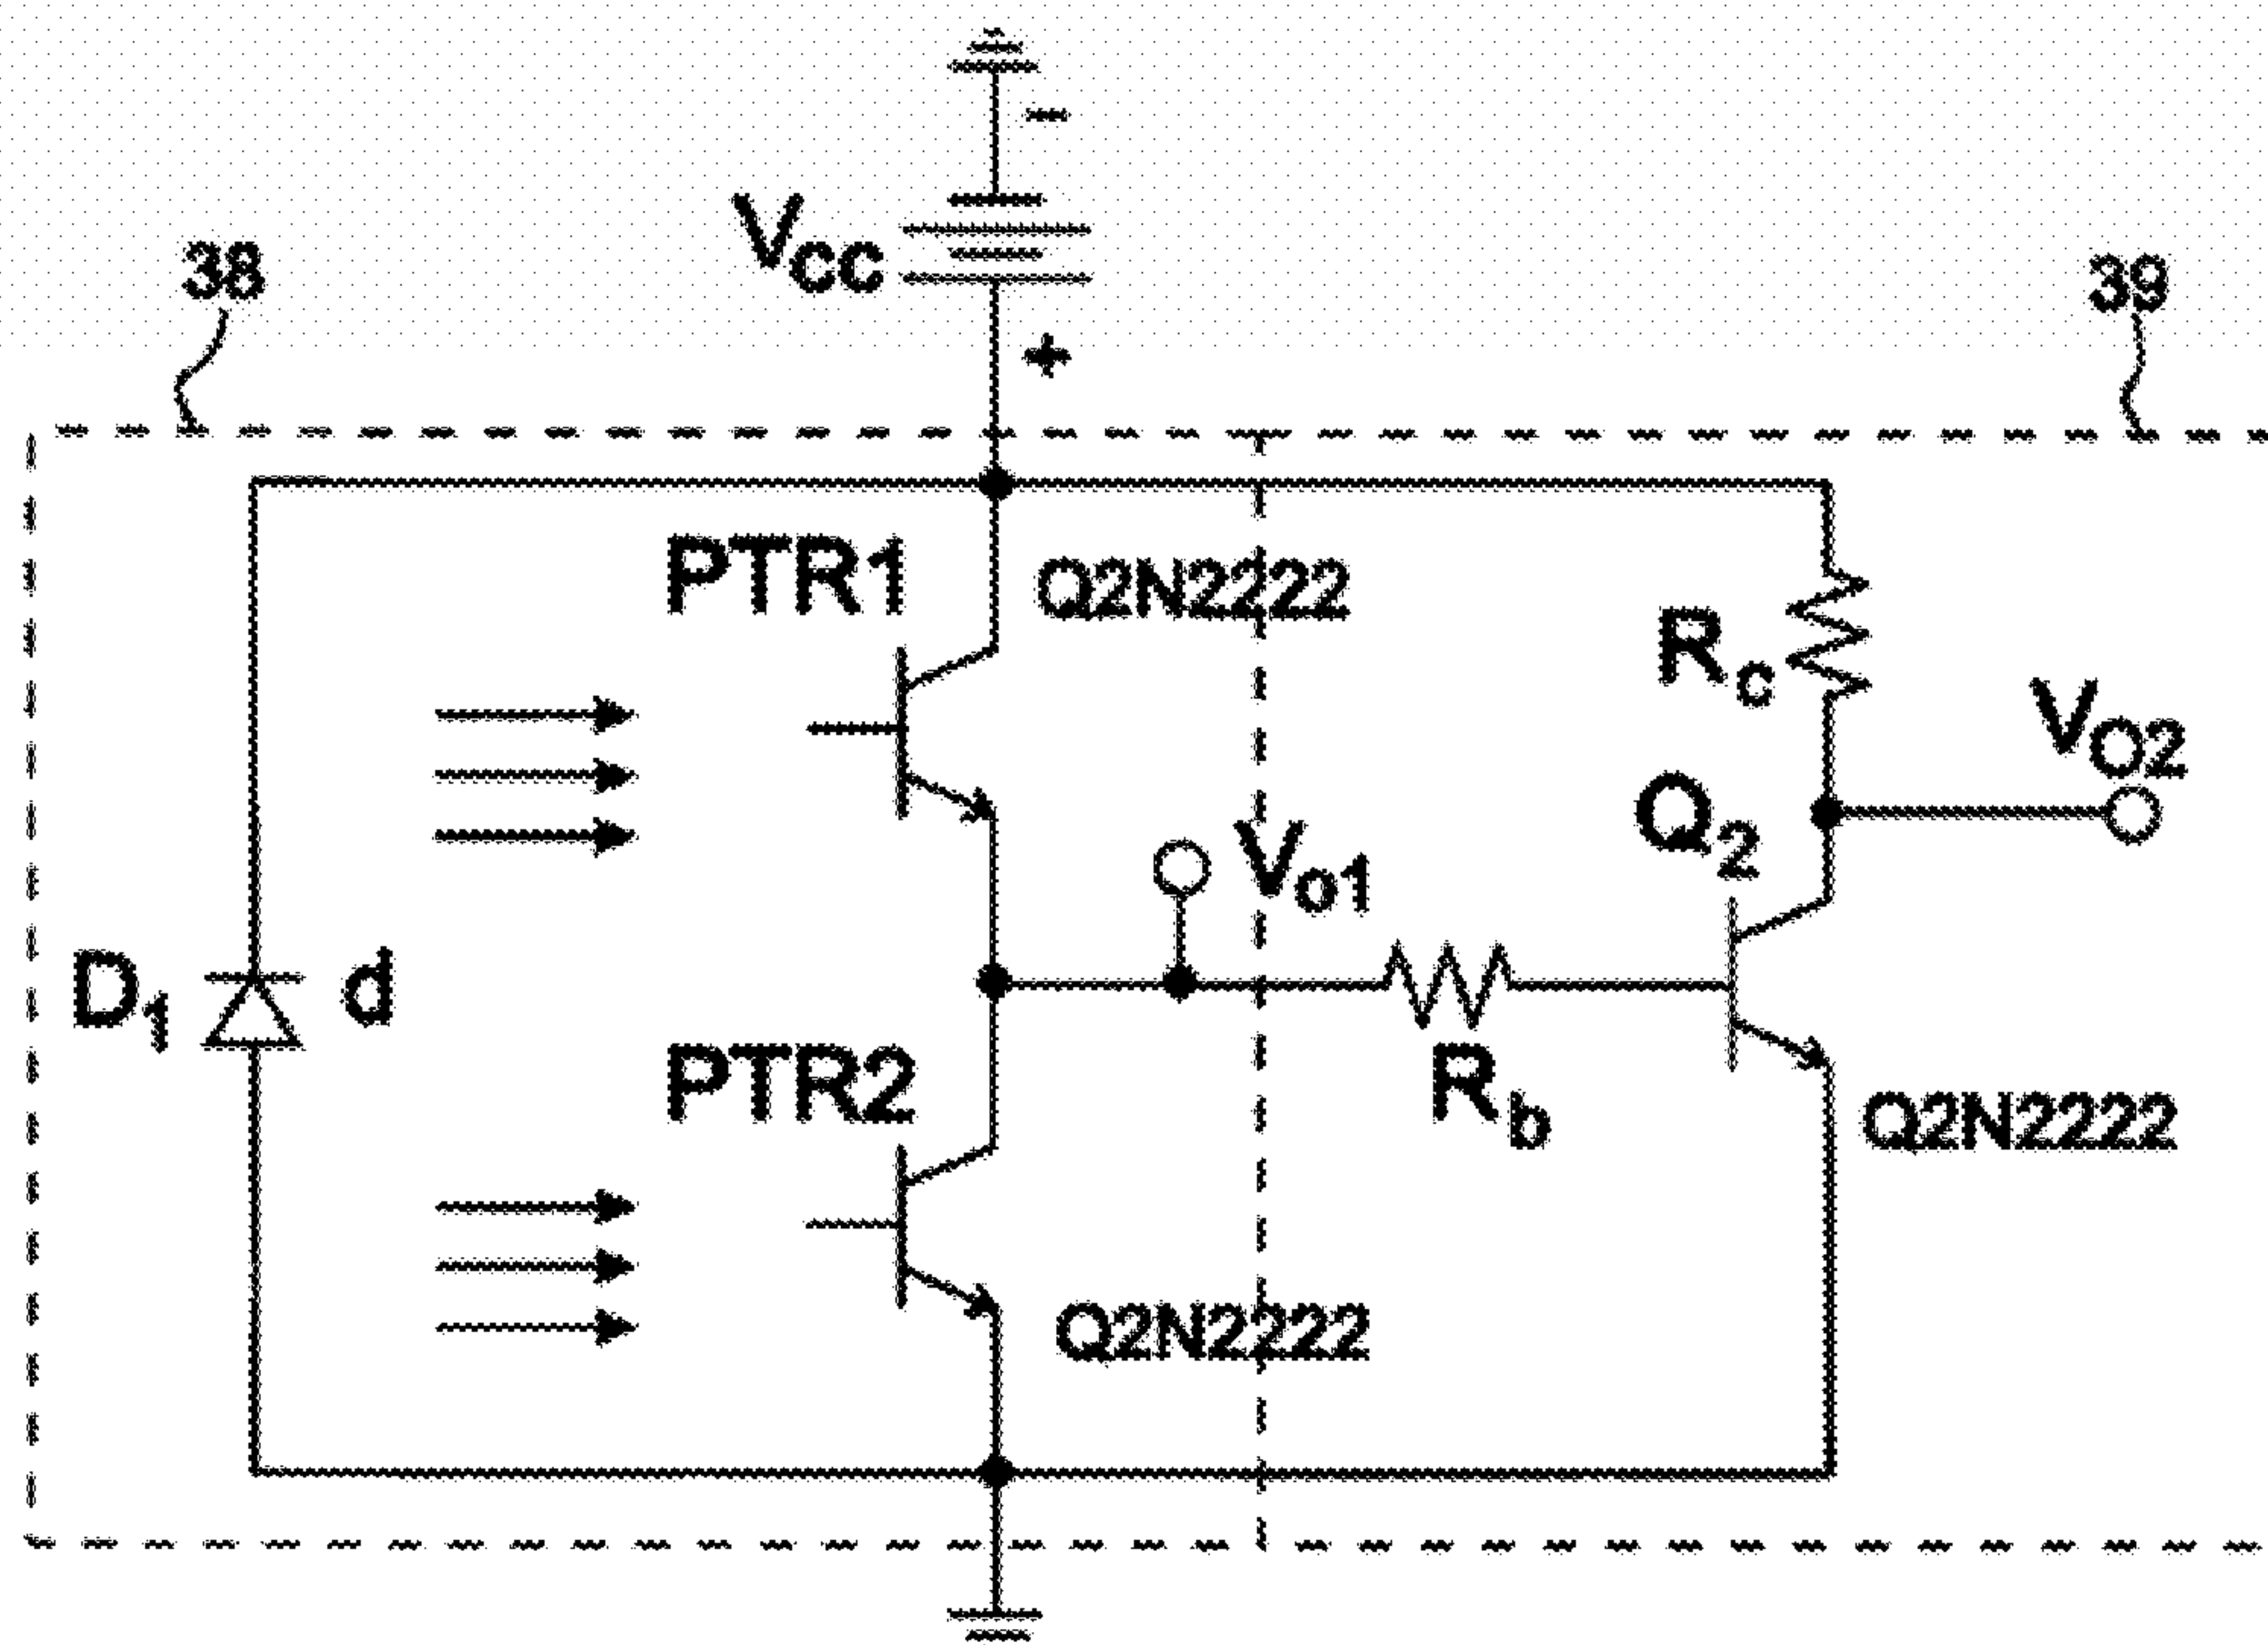 -
VCC
38
39
+
PTR1
Q2N2222
Rc
VO2
Q2
Vo1
D1
d
PTR2
Rb
Q2N2222
Q2N2222